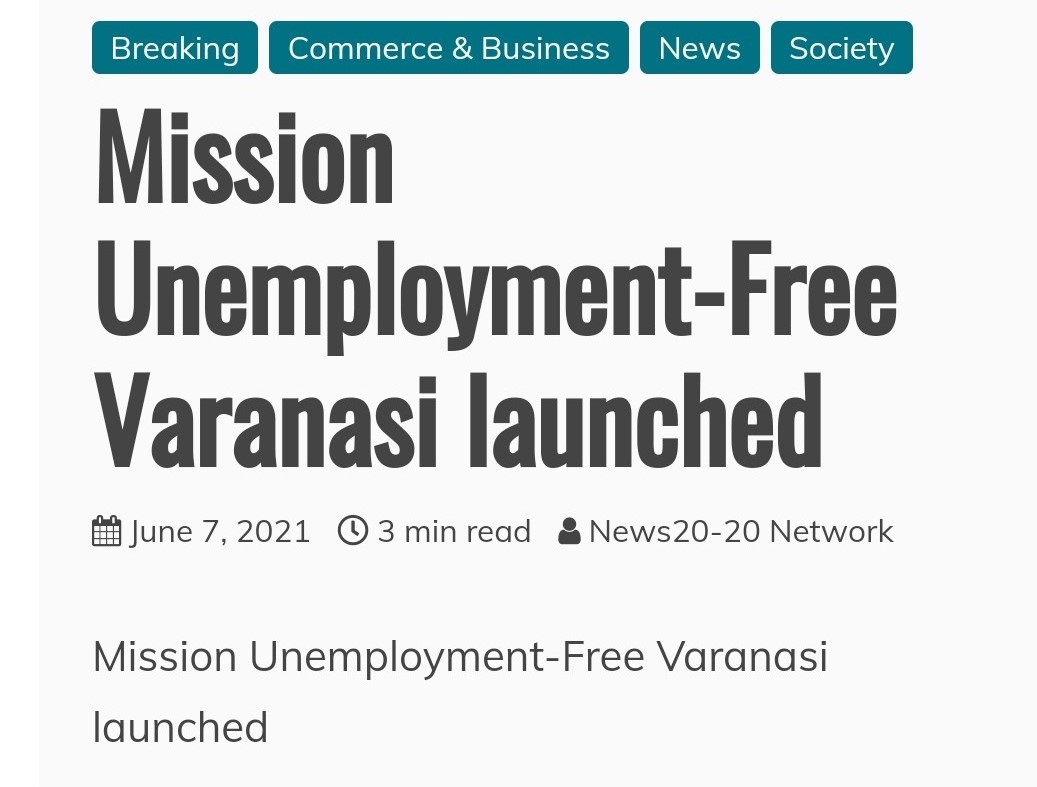 Breaking Commerce & Business News Society
Mission
Unemployment-Free
Varanasi launched
June 7, 2021 3 min read News20-20 Network
Mission Unemployment-Free Varanasi
launched